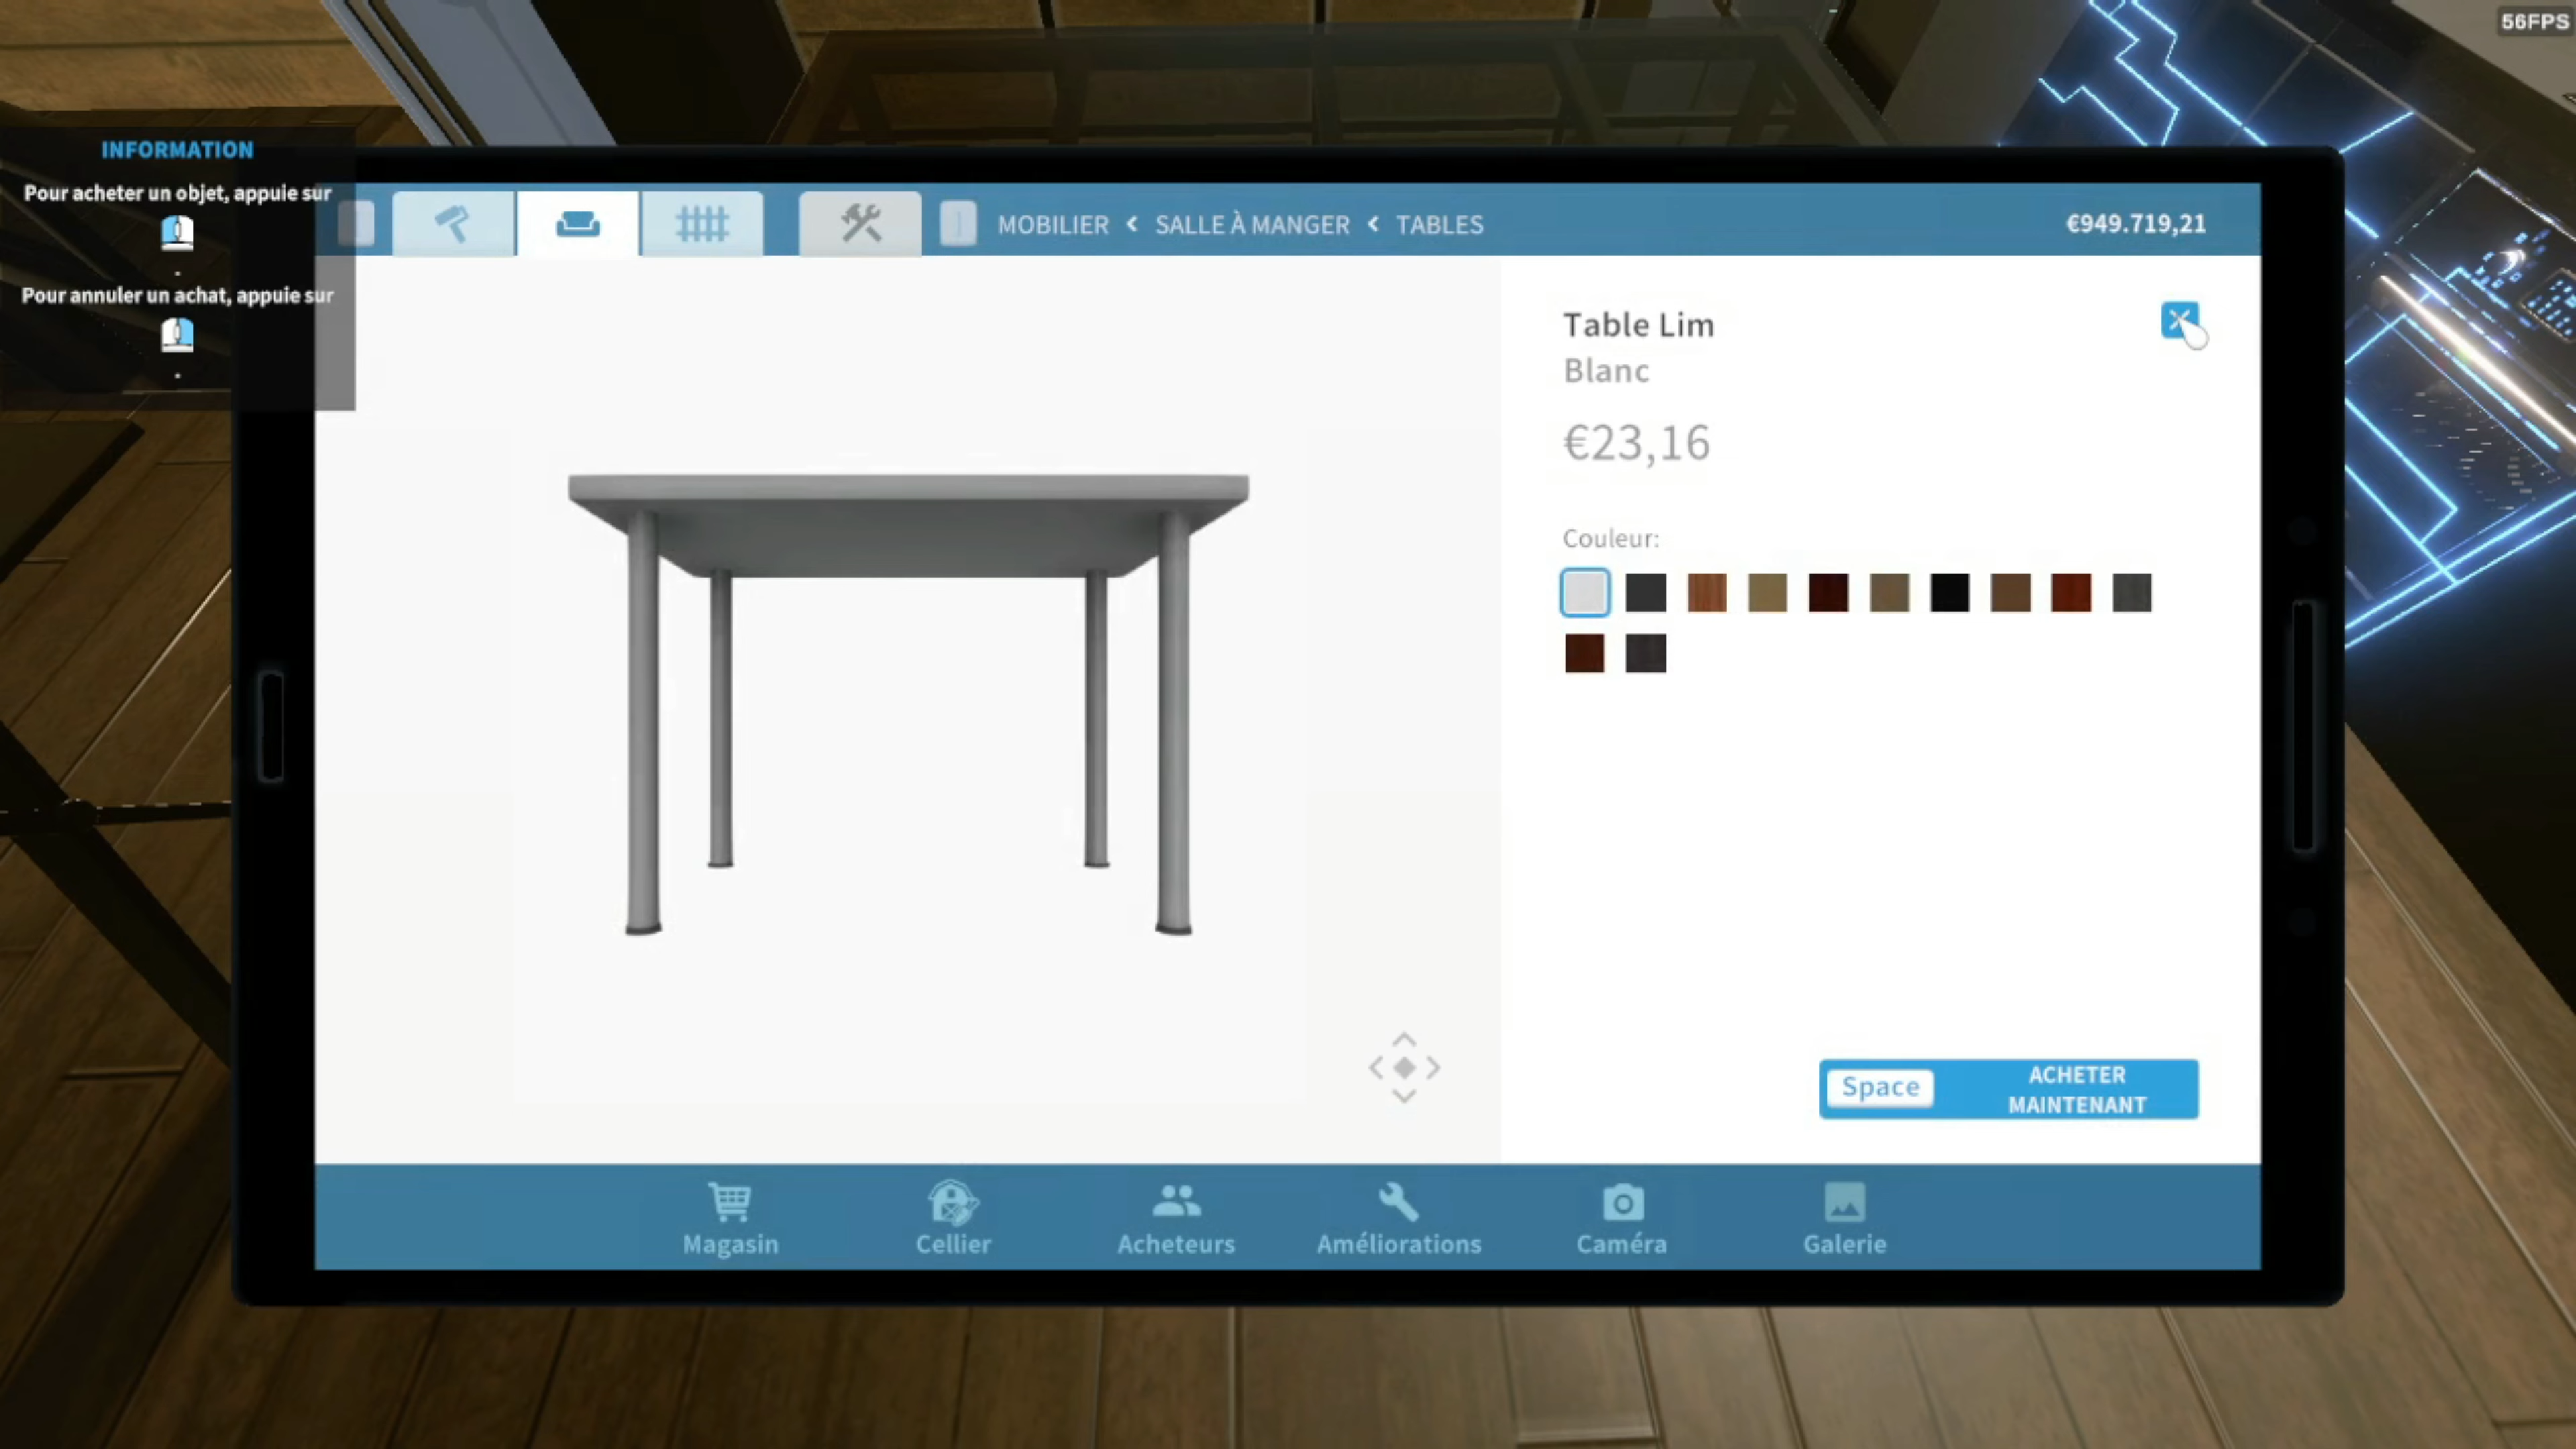 56FPS
INFORMATION
Pour acheter un objet, appuie sur
.
Pour annuler un achat, appuie sur
.
MOBILIER < SALLE À MANGER < TABLES
€949.719,21
Table Lim
Blanc
€23,16
Couleur:
Space
ACHETER
MAINTENANT
Magasin
Cellier
Acheteurs
Améliorations
Caméra
Galerie